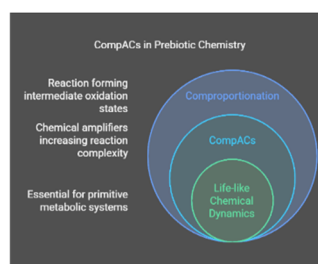 CompACs in Prebiotic Chemistry
Reaction forming
intermediate oxidation
states
Comproportionation
Chemical amplifiers
increasing reaction
complexity
CompACs
Essential for primitive
metabolic systems
Life-like
Chemical
Dynamics